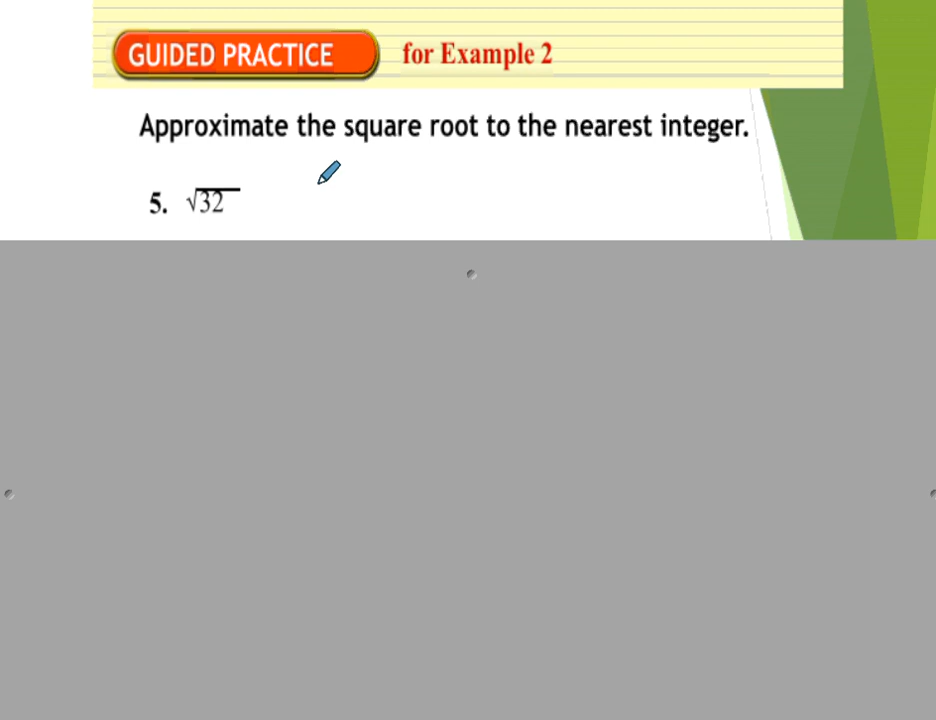 GUIDED PRACTICE for Example 2
Approximate the square root to the nearest integer.
5. √32